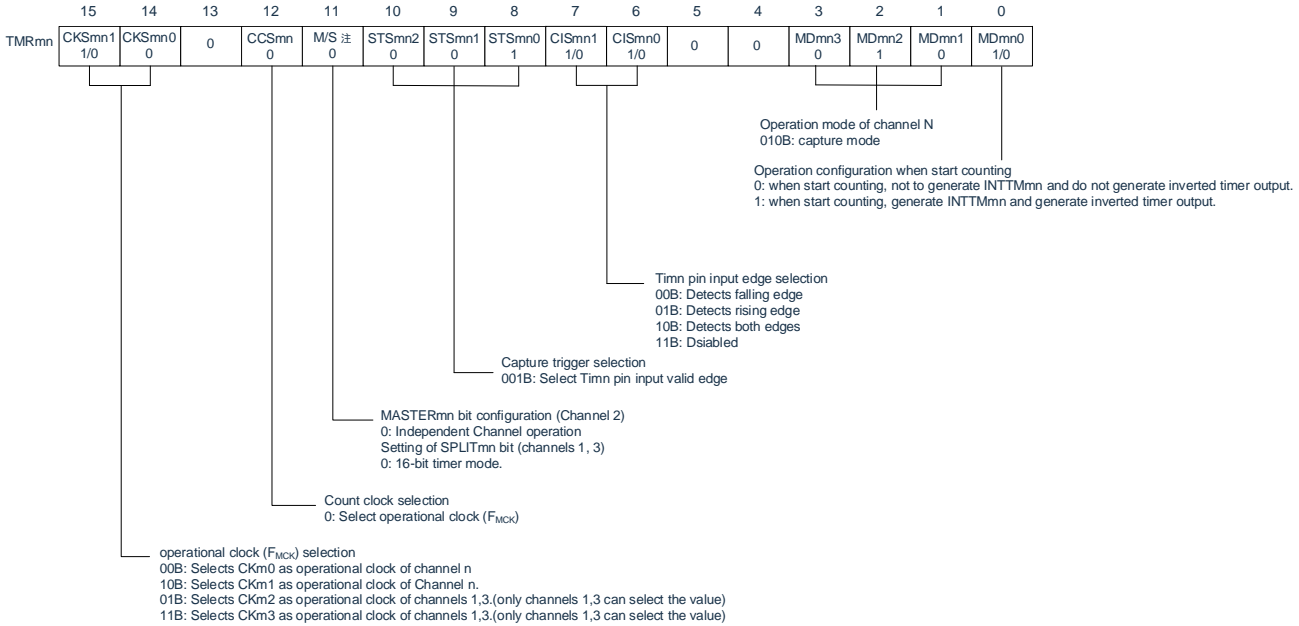 15 14 13 12 11 10 9 8 7 6 5 4 3 2 1 0
TMRmn CKSmn1 CKSmn0 0 CCSmn M/S 注 STSmn2 STSmn1 STSmn0 CISmn1 CISmn0 0 0 MDmn3 MDmn2 MDmn1 MDmn0
1/0 0 0 0 0 0 1 1/0 1/0 0 1 0 1/0
Operation mode of channel N
010B: capture mode
Operation configuration when start counting
0: when start counting, not to generate INTTMmn and do not generate inverted timer output.
1: when start counting, generate INTTMmn and generate inverted timer output.
Timn pin input edge selection
00B: Detects falling edge
01B: Detects rising edge
10B: Detects both edges
11B: Dsiabled
Capture trigger selection
001B: Select Timn pin input valid edge
MASTERmn bit configuration (Channel 2)
0: Independent Channel operation
Setting of SPLITmn bit (channels 1, 3)
0: 16-bit timer mode.
Count clock selection
0: Select operational clock (FMCK)
operational clock (FMCK) selection
00B: Selects CKm0 as operational clock of channel n
10B: Selects CKm1 as operational clock of Channel n.
01B: Selects CKm2 as operational clock of channels 1,3.(only channels 1,3 can select the value)
11B: Selects CKm3 as operational clock of channels 1,3.(only channels 1,3 can select the value)